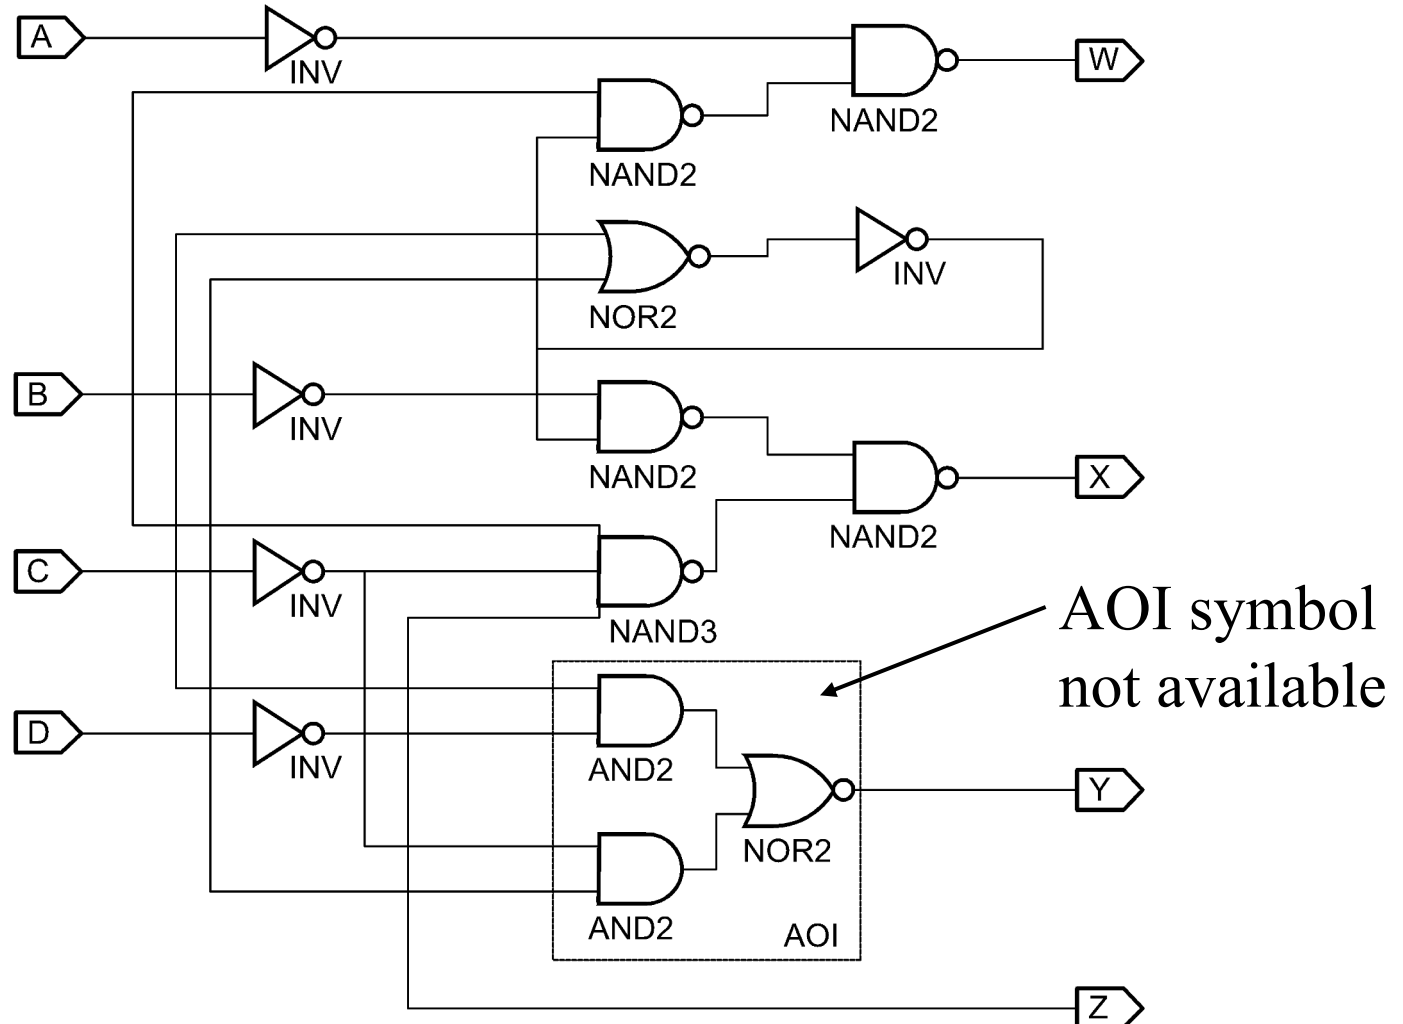 A
INV
NAND2
W
NAND2
NOR2
INV
B
INV
NAND2
NAND2
X
C
INV
NAND3
AOI symbol
not available
D
INV
AND2
NOR2
Y
AND2
AOI
Z